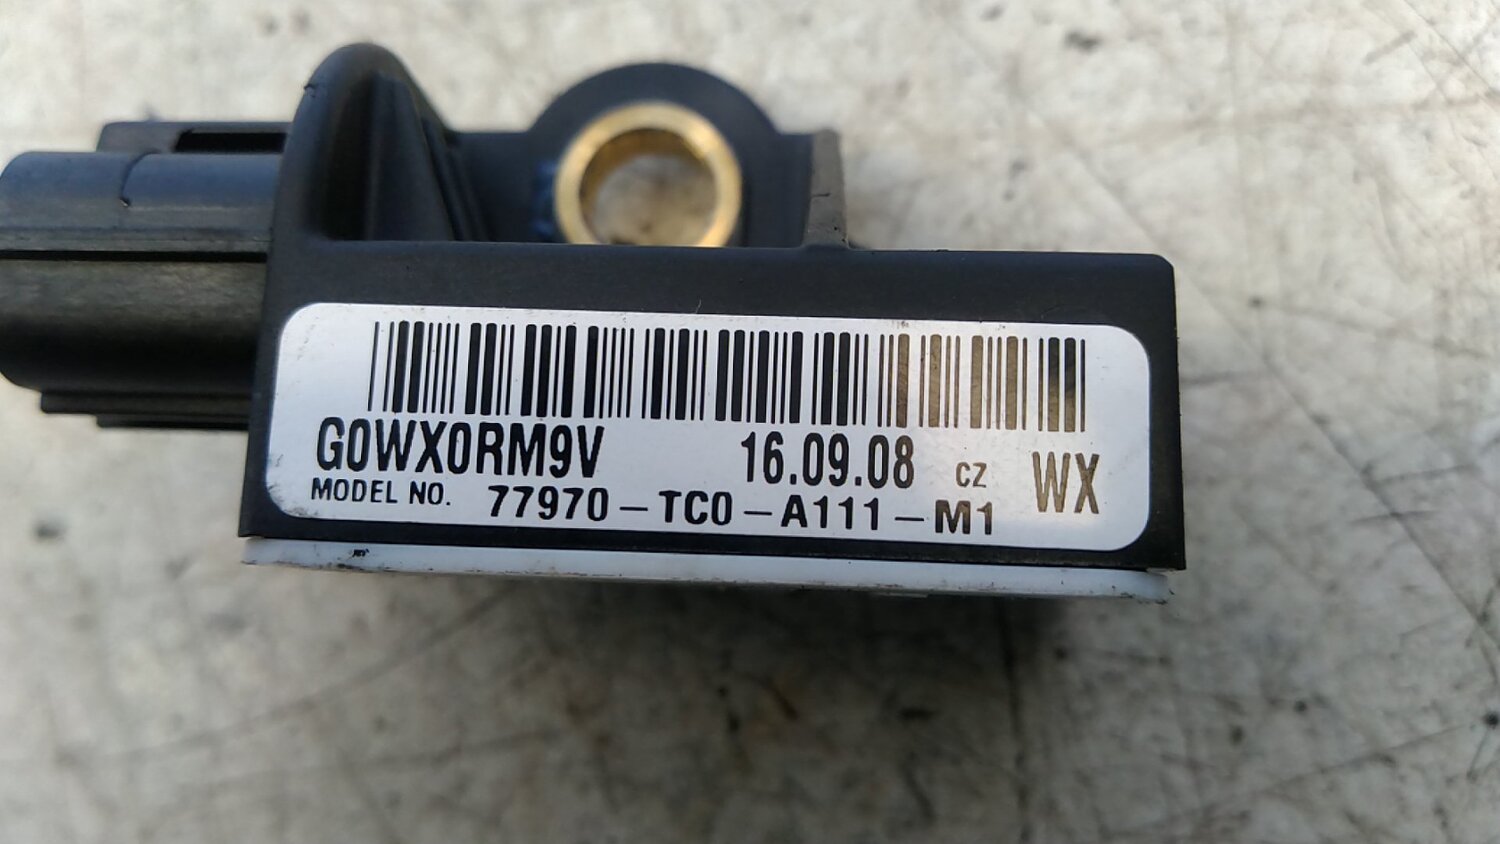 G0WX0RM9V 16.09.08 CZ WX
MODEL NO. 77970-TC0-A111-M1